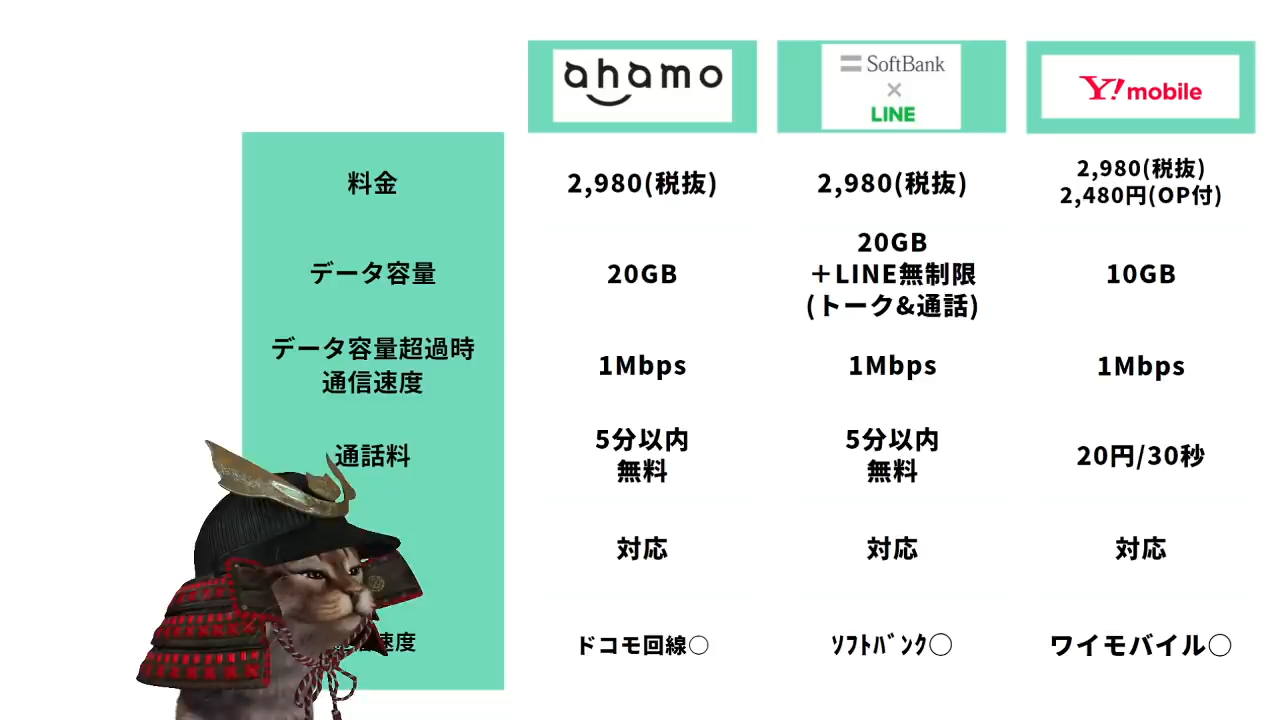 ahamo
SoftBank
×
LINE
Y!mobile
料金
2,980(税抜)
2,980(税抜)
2,980(税抜)
2,480円(OP付)
データ容量
20GB
20GB
＋LINE無制限
(トーク&通話)
10GB
データ容量超過時
通信速度
1Mbps
1Mbps
1Mbps
通話料
5分以内
無料
5分以内
無料
20円/30秒
対応
対応
対応
速度
ドコモ回線○
ｿﾌﾄﾊﾞﾝｸ○
ワイモバイル○